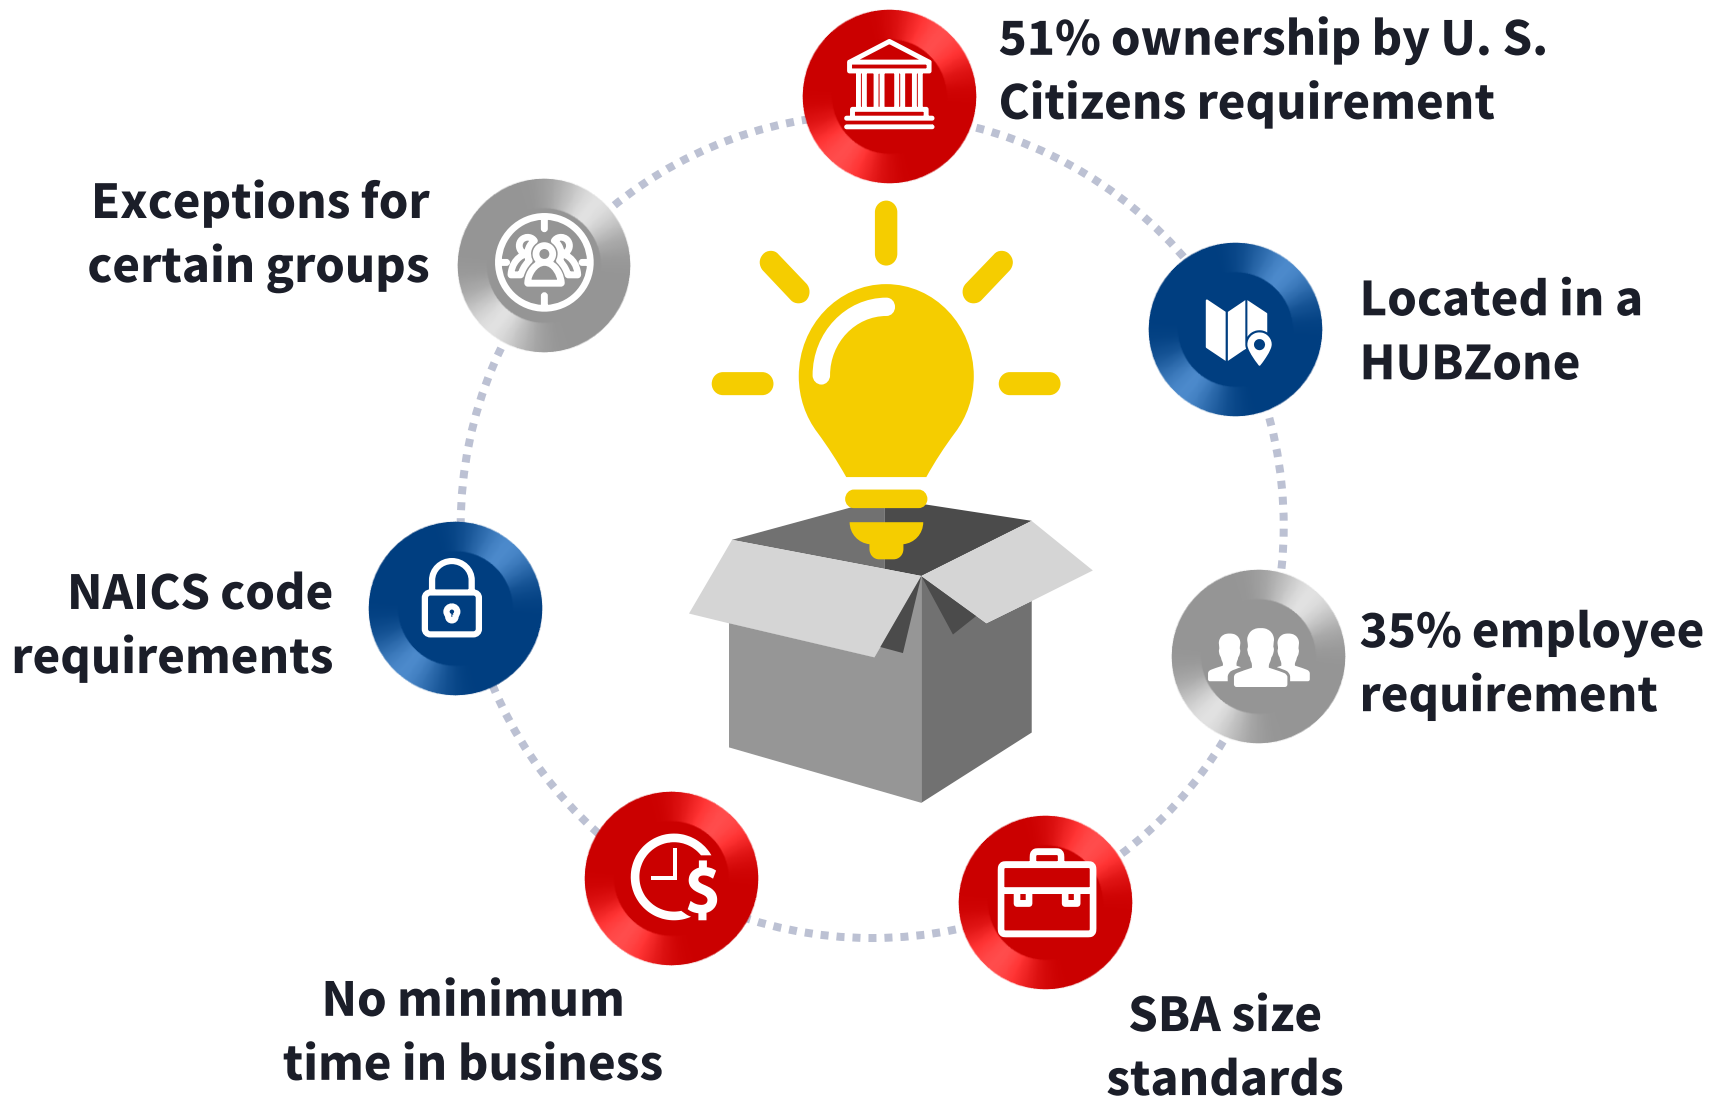 51% ownership by U. S.
Citizens requirement
Located in a
HUBZone
35% employee
requirement
SBA size
standards
No minimum
time in business
NAICS code
requirements
Exceptions for
certain groups
$